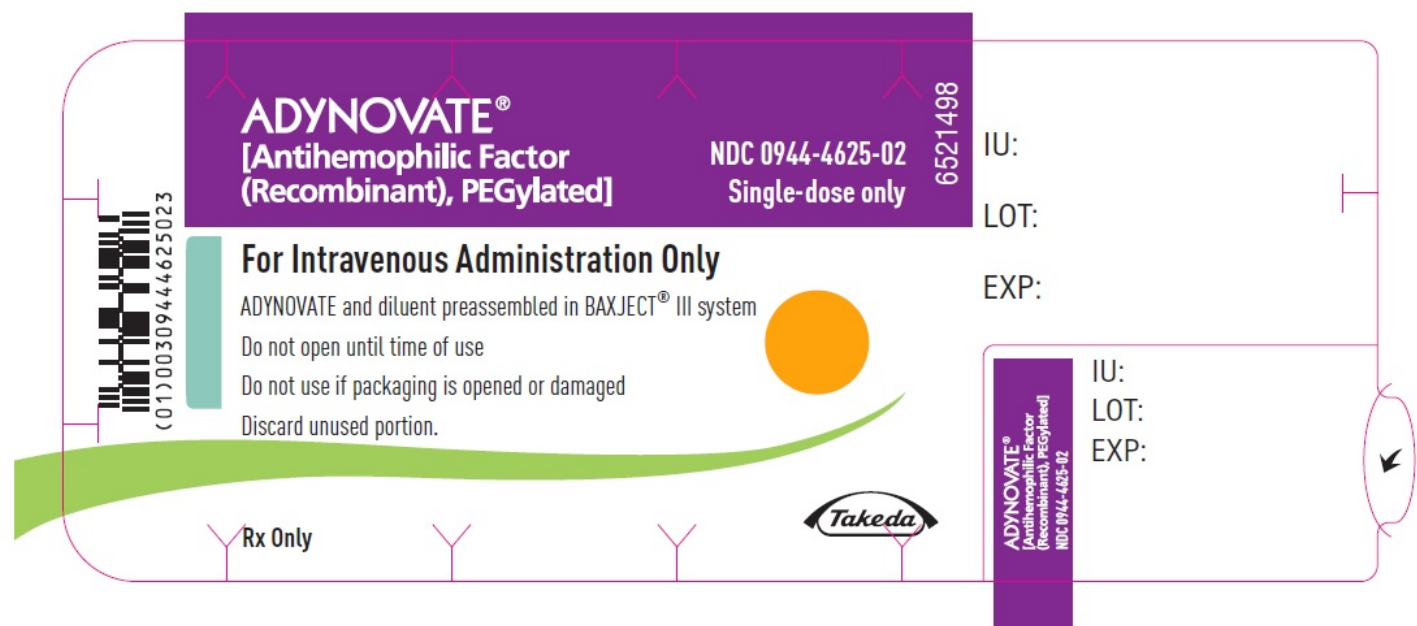 ADYNOVATE®
[Antihemophilic Factor
(Recombinant), PEGylated]
NDC 0944-4625-02
Single-dose only
6521498
(01)00309444625023
For Intravenous Administration Only
ADYNOVATE and diluent preassembled in BAXJECT® III system
Do not open until time of use
Do not use if packaging is opened or damaged
Discard unused portion.
Rx Only
Takeda
IU:
LOT:
EXP:
ADYNOVATE®
[Antihemophilic Factor
(Recombinant), PEGylated]
NDC 0944-4625-02
IU:
LOT:
EXP: